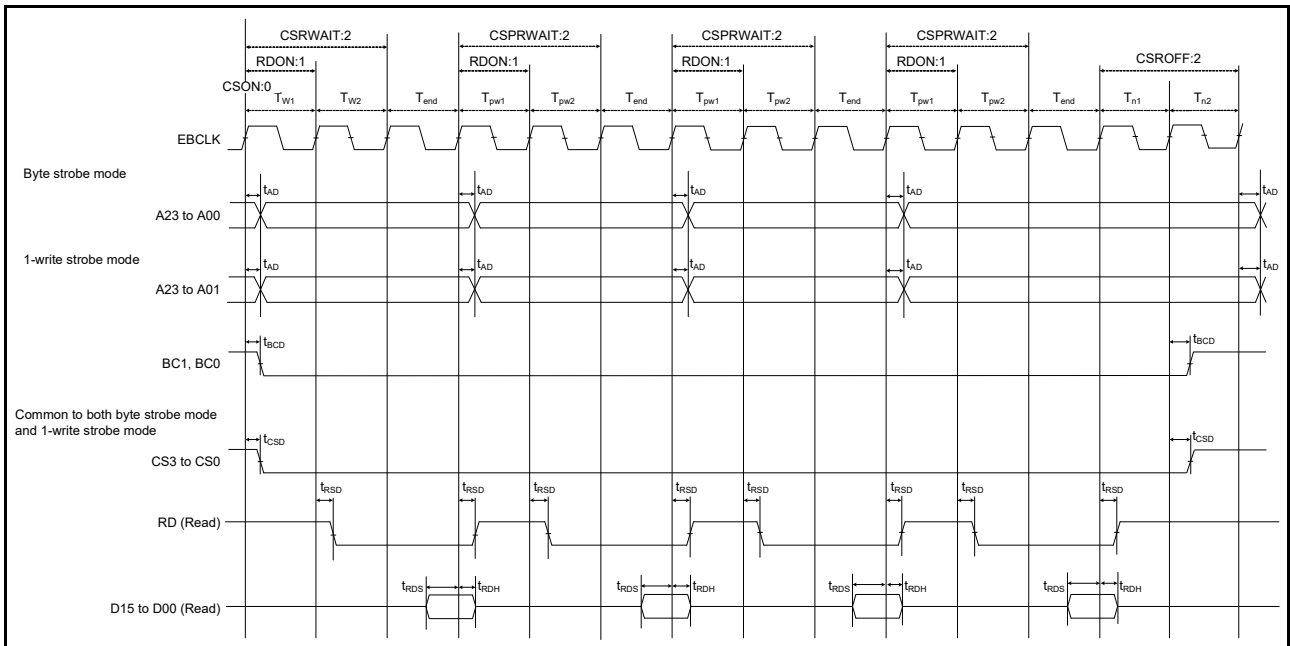 CSRWAIT:2 CSPRWAIT:2 CSPRWAIT:2 CSPRWAIT:2
RDON:1 RDON:1 RDON:1 RDON:1 CSROFF:2
CSON:0
TW1 TW2 Tend Tpw1 Tpw2 Tend Tpw1 Tpw2 Tend Tpw1 Tpw2 Tend Tn1 Tn2
EBCLK
Byte strobe mode
tAD tAD tAD tAD tAD
A23 to A00
1-write strobe mode
tAD tAD tAD tAD tAD
A23 to A01
tBCD tBCD
BC1, BC0
Common to both byte strobe mode
and 1-write strobe mode
tCSD tCSD
CS3 to CS0
tRSD tRSD tRSD tRSD tRSD tRSD tRSD tRSD
RD (Read)
tRDS tRDH tRDS tRDH tRDS tRDH tRDS tRDH
D15 to D00 (Read)